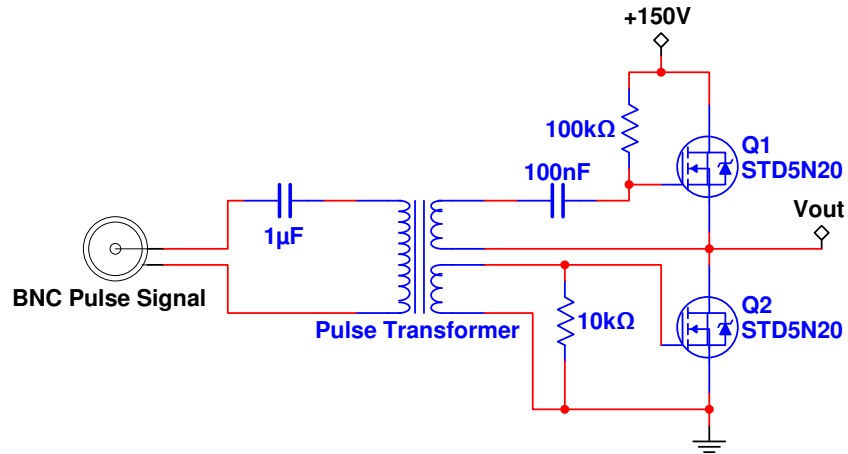 +150V
100kΩ
Q1
STD5N20
100nF
Vout
1µF
BNC Pulse Signal
Pulse Transformer
10kΩ
Q2
STD5N20